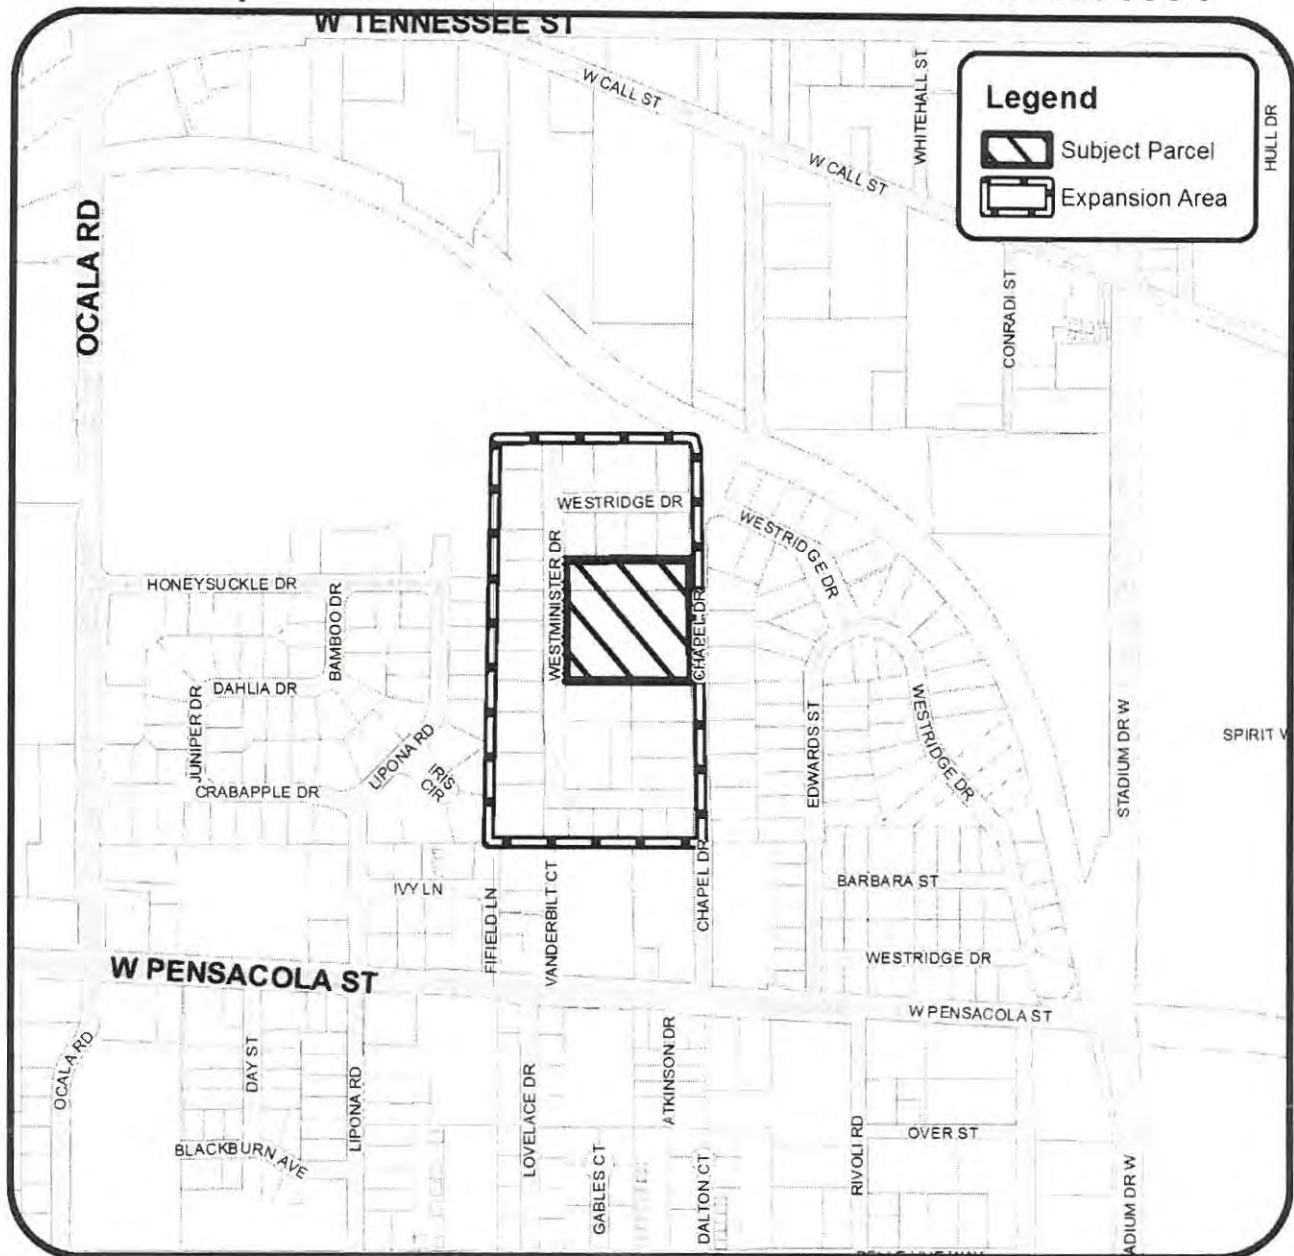 W TENNESSEE ST
W CALL ST
WHITEHALL ST
Legend
Subject Parcel
Expansion Area
HULL DR
W CALL ST
OCALA RD
CONRADI ST
WESTRIDGE DR
WESTRIDGE DR
WESTMINISTER DR
CHAPEL DR
HONEYSUCKLE DR
BAMBOO DR
DAHLIA DR
JUNIPER DR
LIPONA RD
IRIS
CIR
CRABAPPLE DR
EDWARDS ST
WESTRIDGE DR
STADIUM DR W
SPIRIT W
IVY LN
FIFIELD LN
VANDERBILT CT
CHAPEL DR
BARBARA ST
WESTRIDGE DR
W PENSACOLA ST
W PENSACOLA ST
OCALA RD
DAY ST
LIPONA RD
BLACKBURN AVE
LOVELACE DR
GABLES CT
ATKINSON DR
DALTON CT
RIVOLI RD
OVER ST
ADIUM DR W